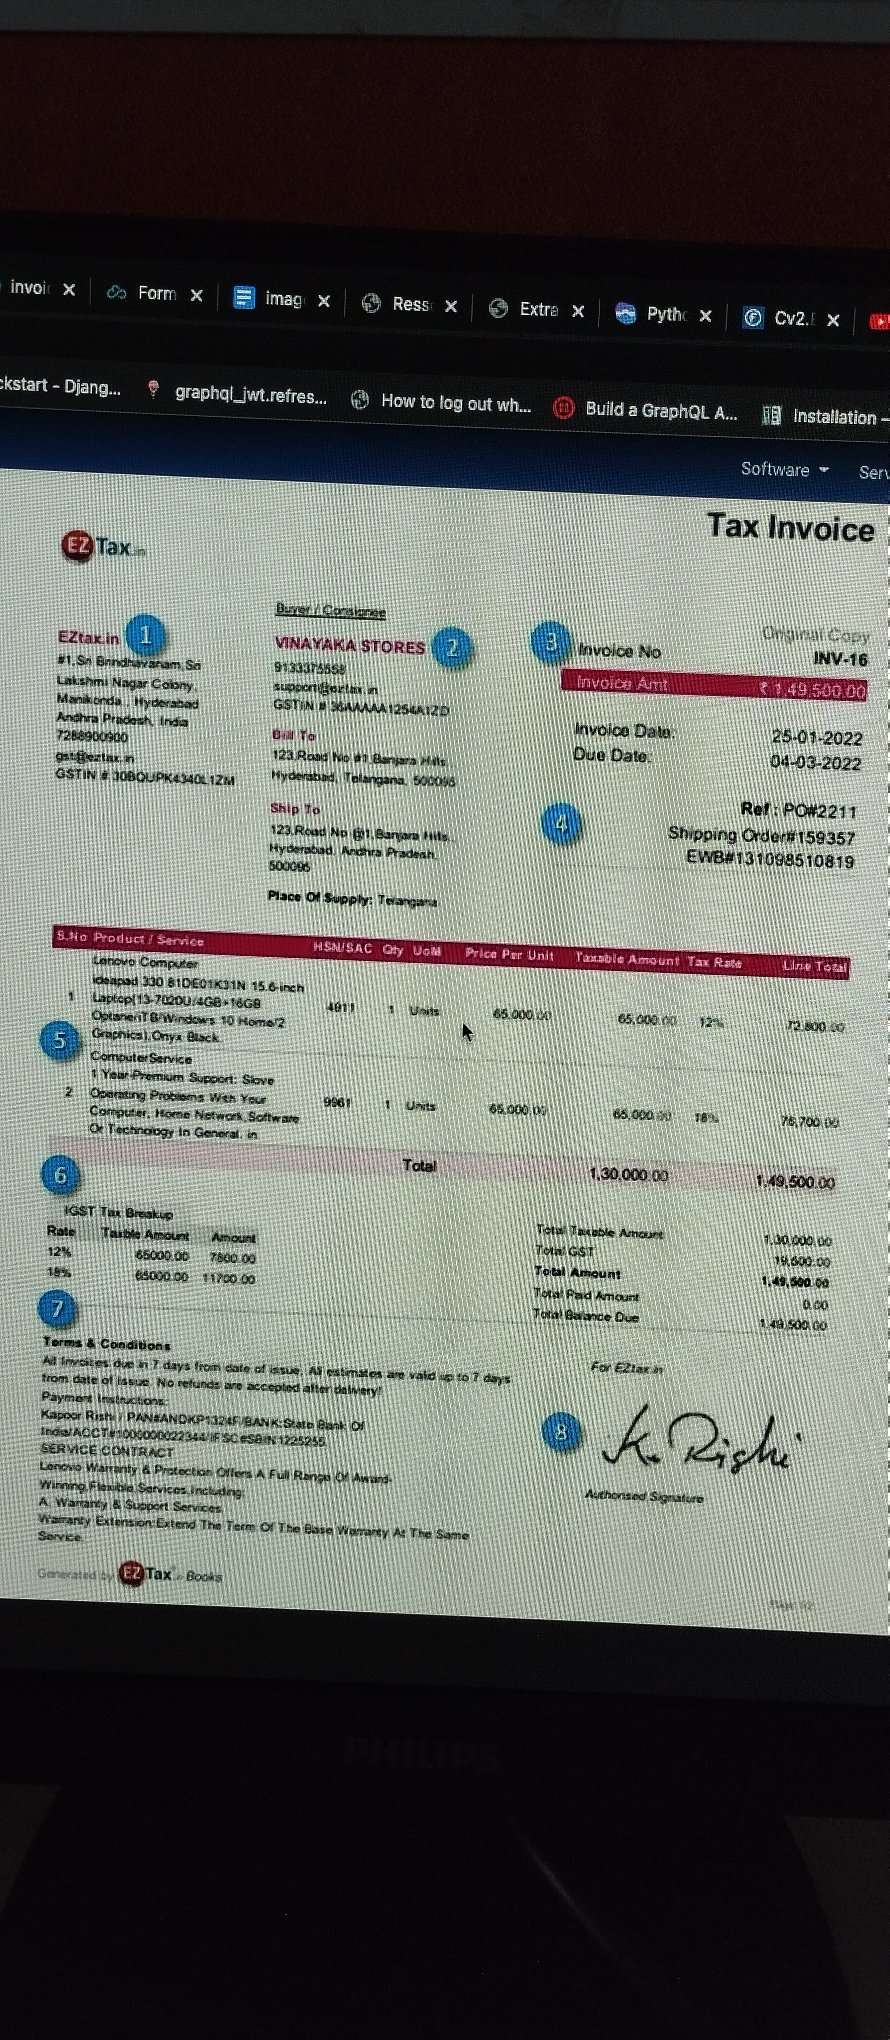 invoi
Form
imag
Ress
Extra
Pytho
Cv2.
ckstart - Djang...
graphql_jwt.refres...
How to log out wh...
Build a GraphQL A...
Installation –
Software
Serv
EZ Tax.in
Tax Invoice
EZtax.in 1
#1,Sri Brindhavanam,Sri
Lakshmi Nagar Colony,
Manikonda,, Hyderabad
Andhra Pradesh, India
7288900900
gst@eztax.in
GSTIN # 36BQUPK4340L1ZM
Buyer / Consignee
VINAYAKA STORES 2
9133375558
support@eztax.in
GSTIN # 36AAAAA1254A1ZD
Bill To
123,Road No #1,Banjara Hills,
Hyderabad, Telangana, 500095
Ship To
123,Road No @1,Banjara Hills,
Hyderabad, Andhra Pradesh,
500096
Place Of Supply: Telangana
Original Copy
3 Invoice No INV-16
Invoice Amt ₹ 1,49,500.00
Invoice Date: 25-01-2022
Due Date: 04-03-2022
4
Ref : PO#2211
Shipping Order#159357
EWB#131098510819
S.No Product / Service HSN/SAC Qty UoM Price Per Unit Taxable Amount Tax Rate Line Total
Lenovo Computer
Ideapad 330 81DE01K31N 15.6-inch
1 Laptop(13-7020U/4GB+16GB 4911 1 Units 65,000.00 65,000.00 12% 72,800.00
Optane/1TB/Windows 10 Home/2
Graphics),Onyx Black
5
ComputerService
1 Year Premium Support: Slove
2 Operating Problems With Your 9961 1 Units 65,000.00 65,000.00 18% 76,700.00
Computer, Home Network,Software
Or Technology In General. in
Total 1,30,000.00 1,49,500.00
6
IGST Tax Breakup
Rate Taxble Amount Amount
12% 65000.00 7800.00
18% 65000.00 11700.00
Total Taxable Amount 1,30,000.00
Total GST 19,500.00
Total Amount 1,49,500.00
Total Paid Amount 0.00
Total Balance Due 1,49,500.00
7
Terms & Conditions
All Invoices due in 7 days from date of issue. All estimates are valid up to 7 days
from date of issue. No refunds are accepted after delivery!
Payment Instructions:
Kapoor Rishi / PAN#ANDKP1324F/BANK:State Bank Of
India/ACCT#1000000022344/IFSC#SBIN1225255
SERVICE CONTRACT
Lenovo Warranty & Protection Offers A Full Range Of Award-
Winning,Flexible Services,Including:
A. Warranty & Support Services
Warranty Extension:Extend The Term Of The Base Warranty At The Same
Service.
For EZtax.in
8
K. Rishi
Authorised Signature
Generated by EZ Tax.in Books
PHILIPS